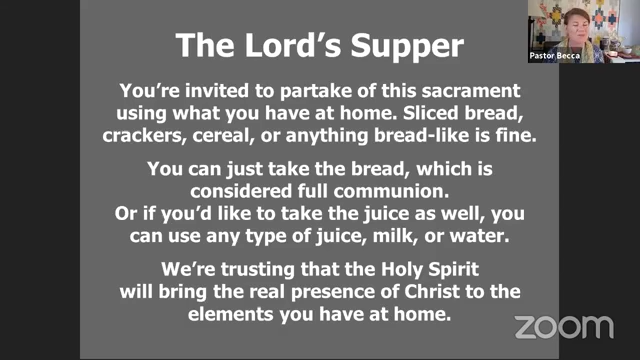 The Lord's Supper
Pastor Becca
You're invited to partake of this sacrament
using what you have at home. Sliced bread,
crackers, cereal, or anything bread-like is fine.
You can just take the bread, which is
considered full communion.
Or if you'd like to take the juice as well, you
can use any type of juice, milk, or water.
We're trusting that the Holy Spirit
will bring the real presence of Christ to the
elements you have at home.
zoom